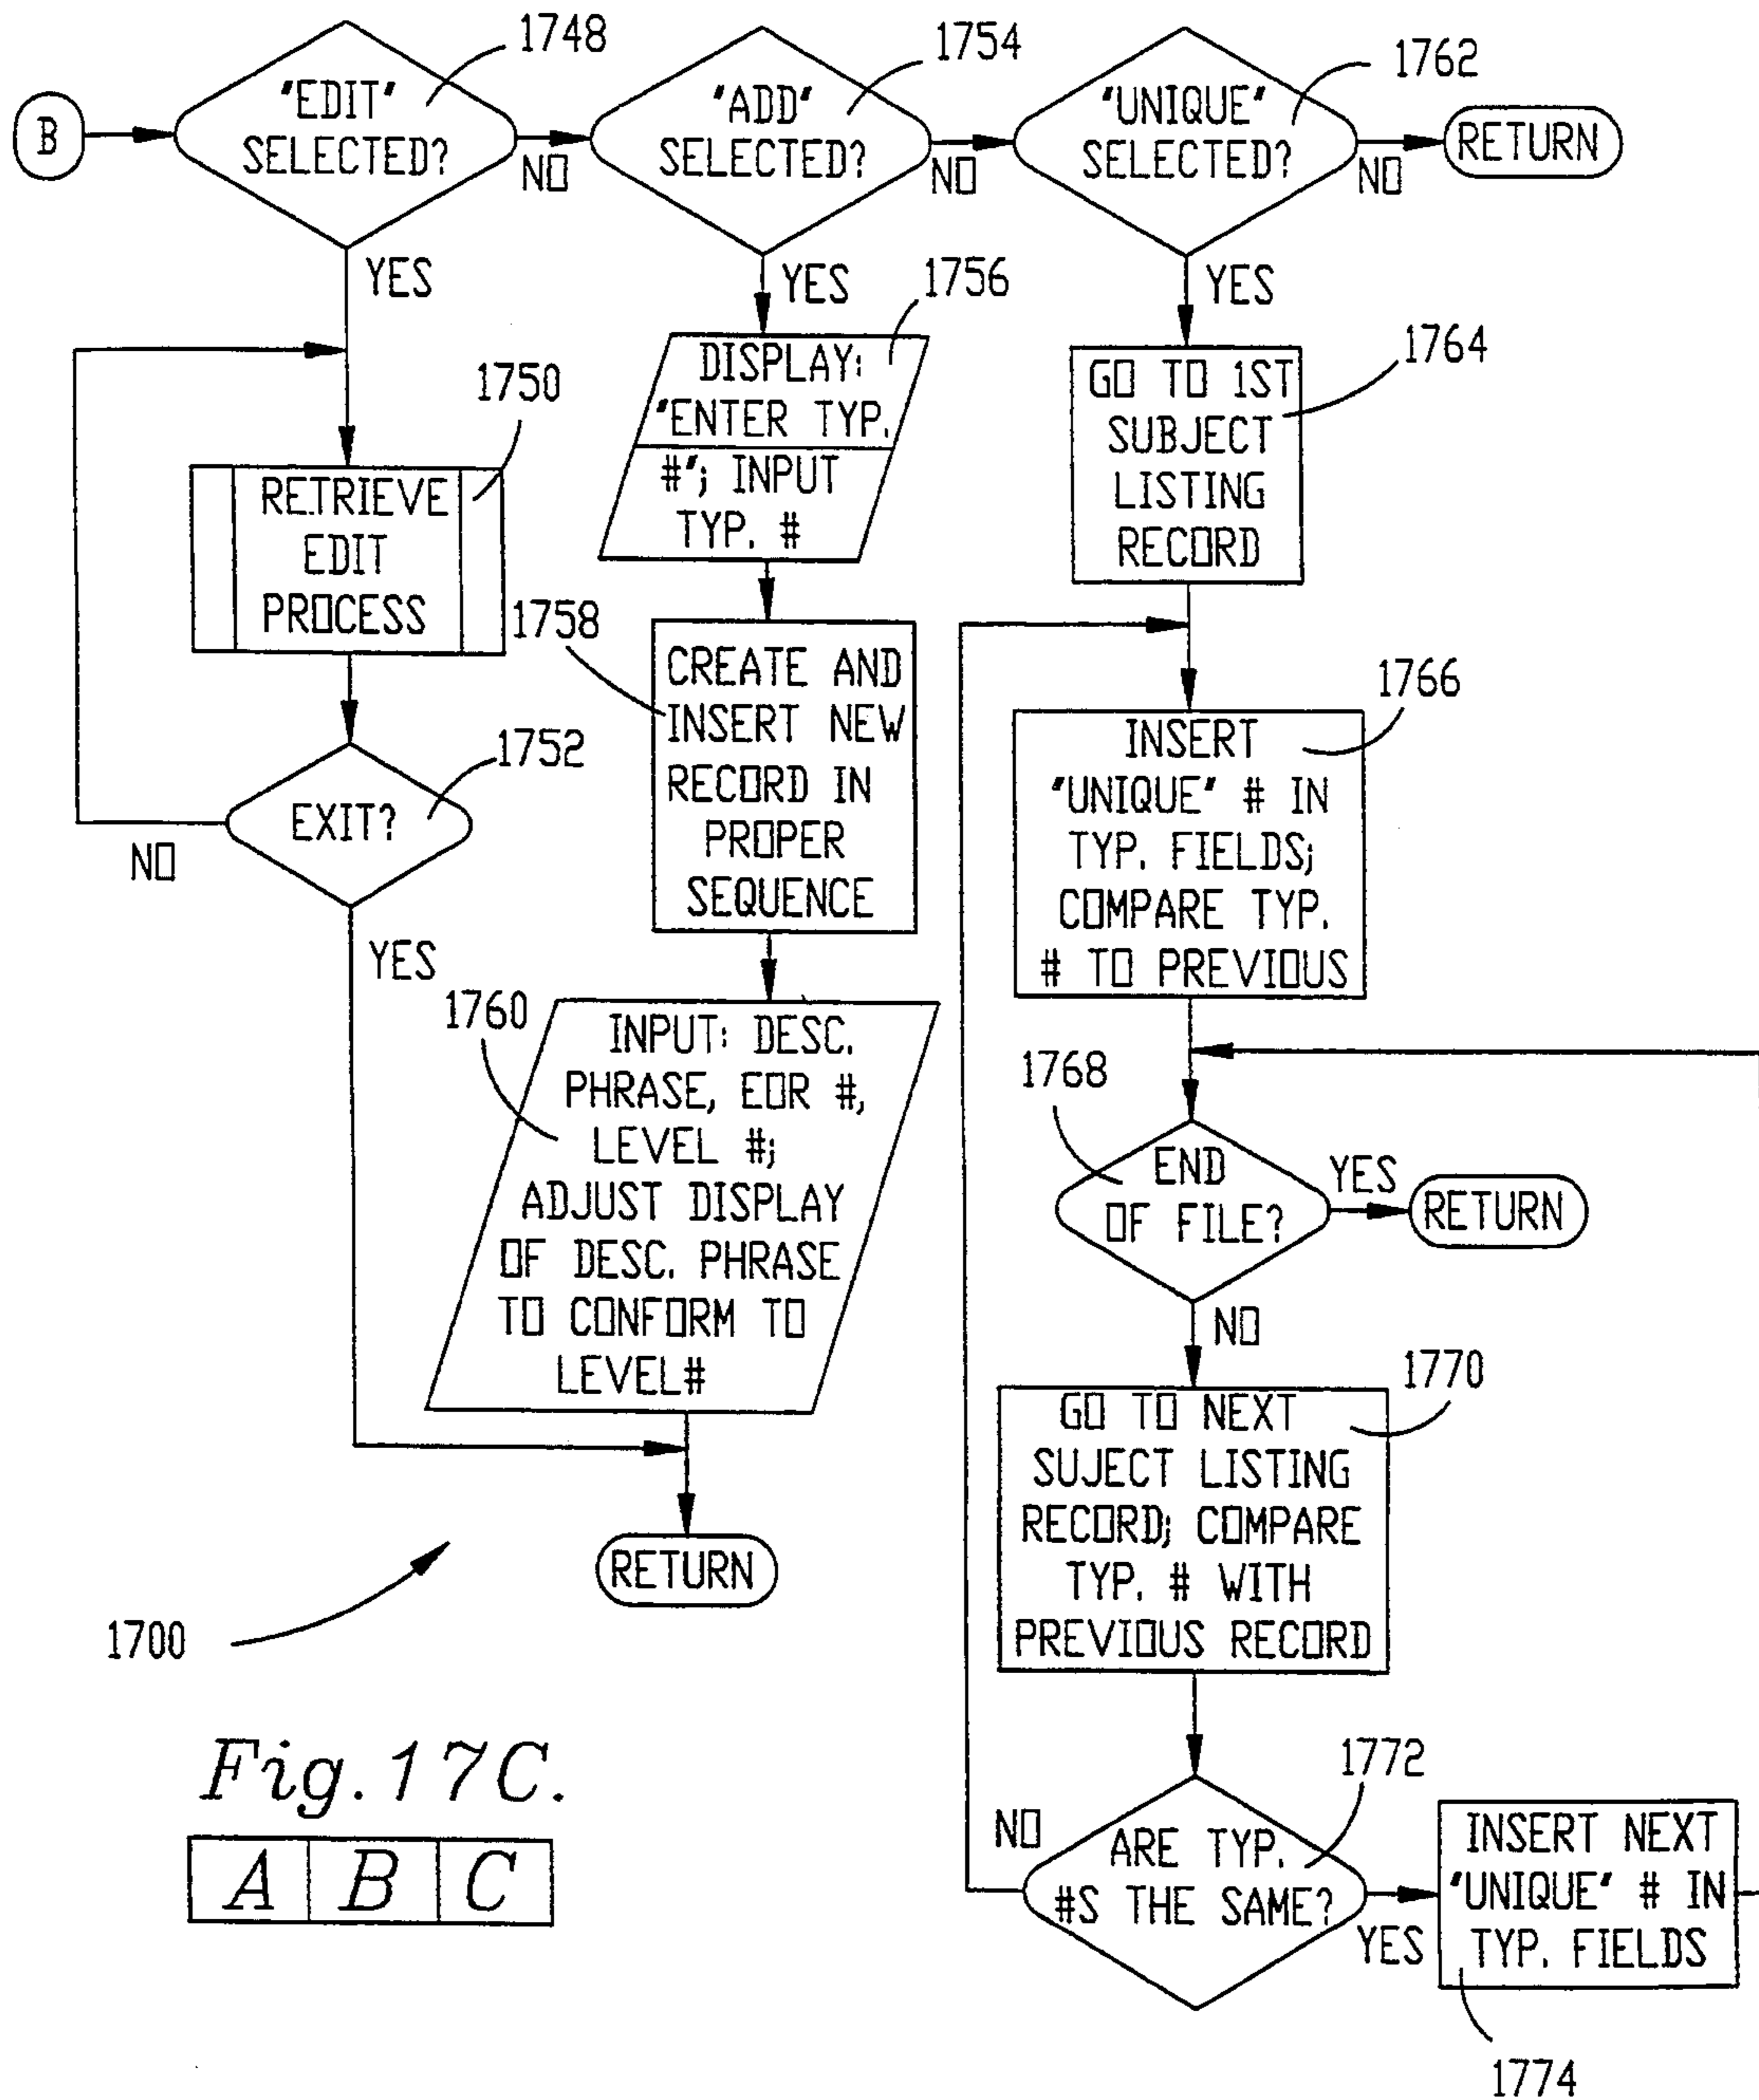 B
"EDIT"
SELECTED?
1748
NO
YES
"ADD"
SELECTED?
1754
NO
YES
"UNIQUE"
SELECTED?
1762
NO
YES
RETURN
RETRIEVE
EDIT
PROCESS
1750
EXIT?
1752
NO
YES
DISPLAY:
"ENTER TYP.
#"; INPUT
TYP. #
1756
CREATE AND
INSERT NEW
RECORD IN
PROPER
SEQUENCE
1758
INPUT: DESC.
PHRASE, EOR #,
LEVEL #;
ADJUST DISPLAY
OF DESC. PHRASE
TO CONFORM TO
LEVEL#
1760
RETURN
GO TO 1ST
SUBJECT
LISTING
RECORD
1764
INSERT
"UNIQUE" # IN
TYP. FIELDS;
COMPARE TYP.
# TO PREVIOUS
1766
END
OF FILE?
1768
YES
RETURN
NO
GO TO NEXT
SUJECT LISTING
RECORD; COMPARE
TYP. # WITH
PREVIOUS RECORD
1770
ARE TYP.
#S THE SAME?
1772
NO
YES
INSERT NEXT
"UNIQUE" # IN
TYP. FIELDS
1774
1700
Fig.17C.
A B C